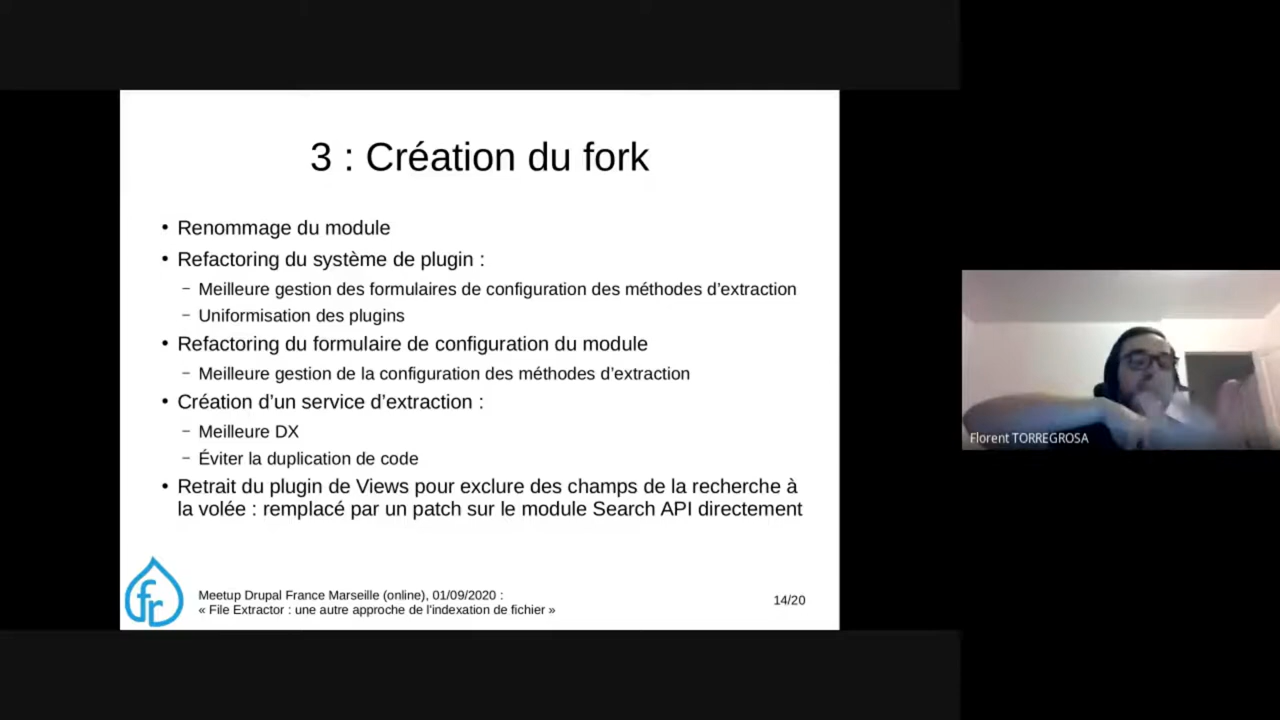 3 : Création du fork
• Renommage du module
• Refactoring du système de plugin :
– Meilleure gestion des formulaires de configuration des méthodes d’extraction
– Uniformisation des plugins
• Refactoring du formulaire de configuration du module
– Meilleure gestion de la configuration des méthodes d’extraction
• Création d’un service d’extraction :
– Meilleure DX
– Éviter la duplication de code
• Retrait du plugin de Views pour exclure des champs de la recherche à
la volée : remplacé par un patch sur le module Search API directement
fr
Meetup Drupal France Marseille (online), 01/09/2020 :
« File Extractor : une autre approche de l’indexation de fichier »
14/20
Florent TORREGROSA